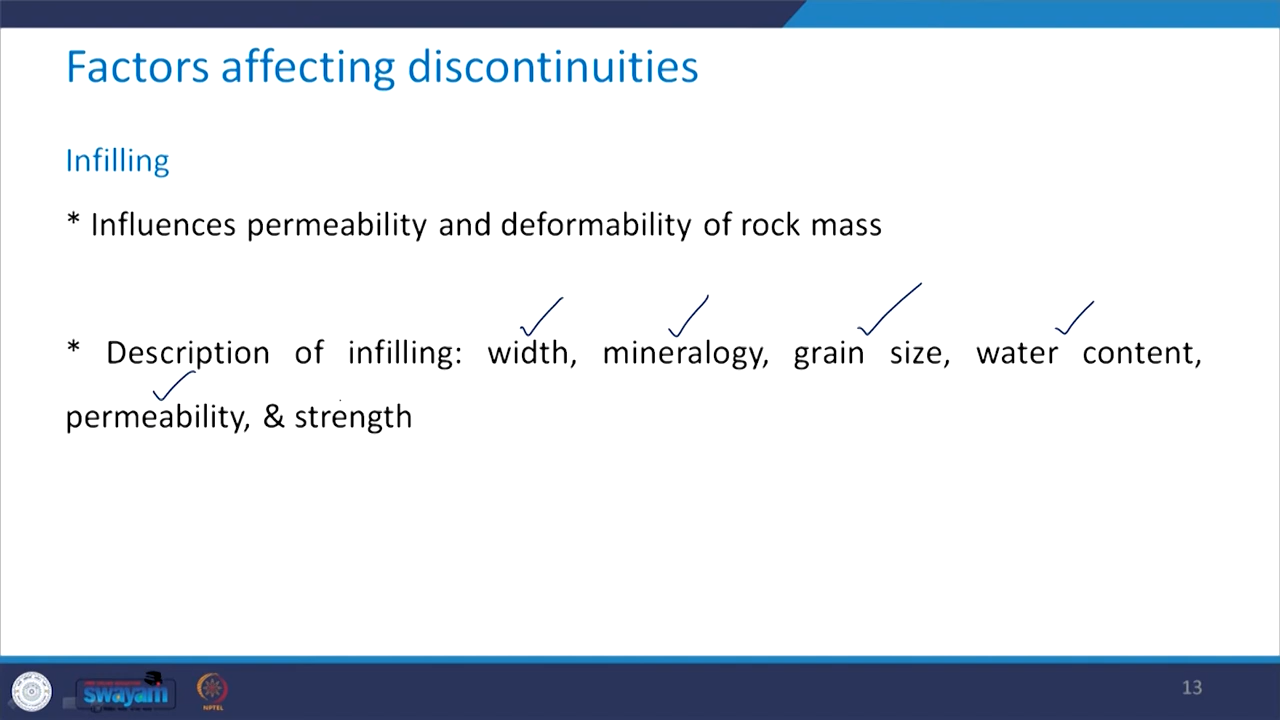 Factors affecting discontinuities
Infilling
* Influences permeability and deformability of rock mass
* Description of infilling: width, mineralogy, grain size, water content,
permeability, & strength
swayam
NPTEL
13